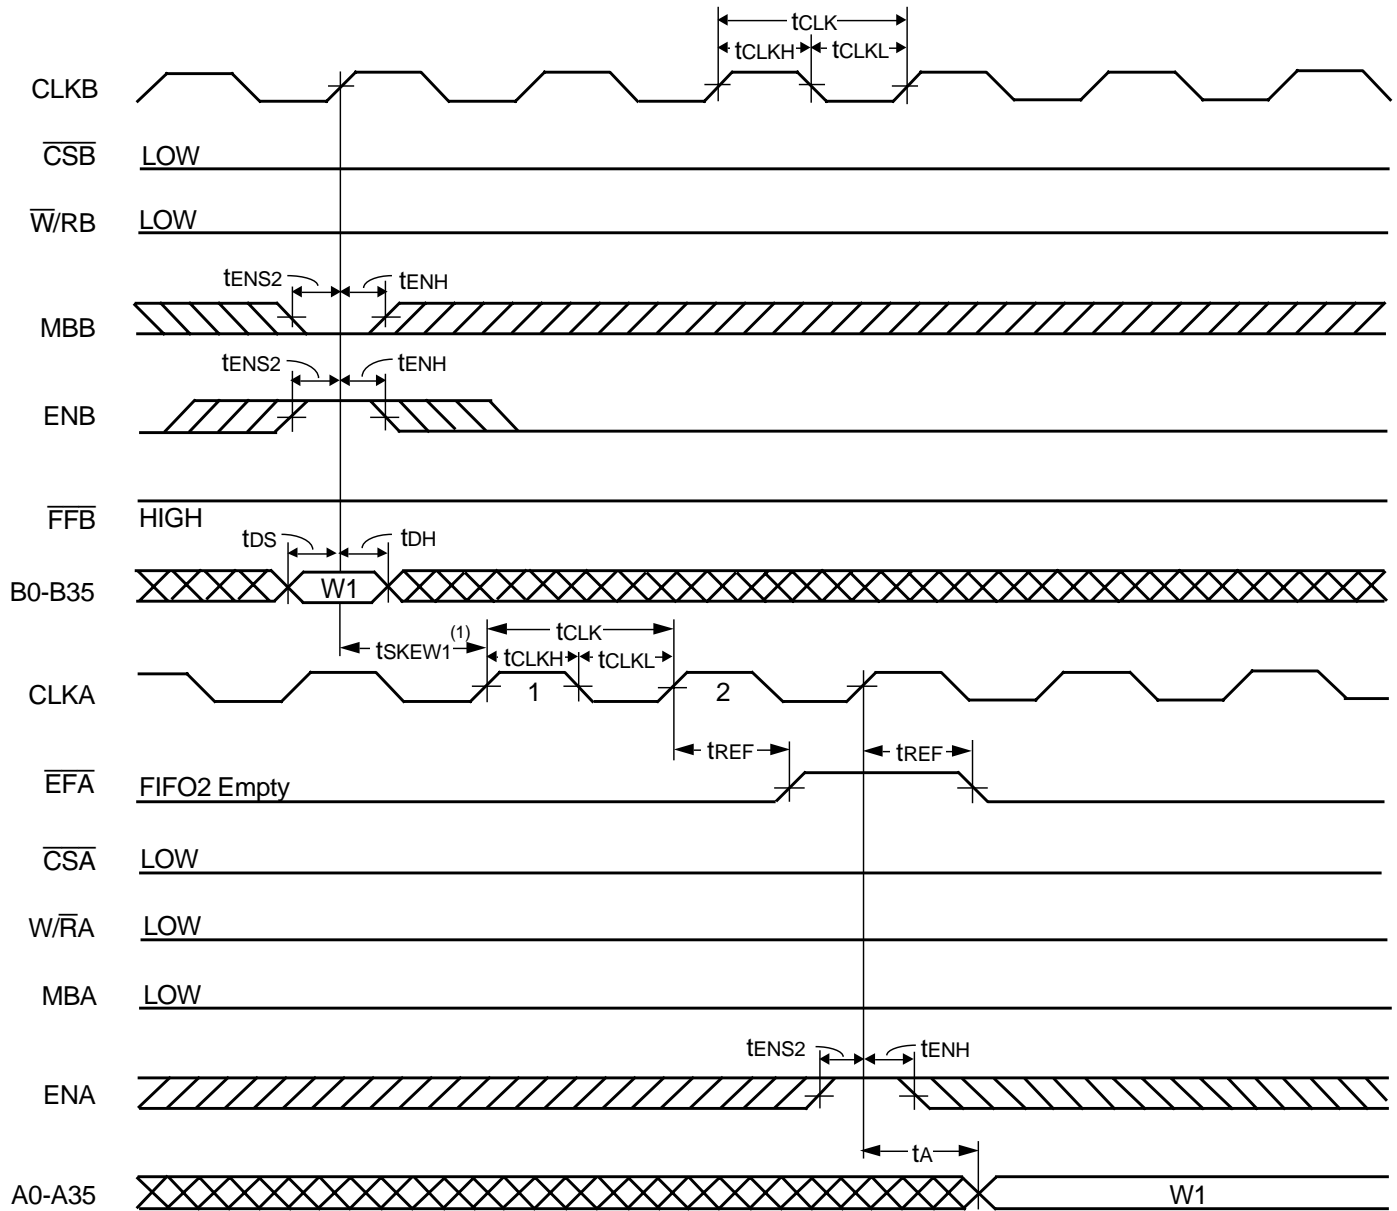 tCLK
tCLKH tCLKL
CLKB
CSB LOW
W/RB LOW
tENS2 tENH
MBB
tENS2 tENH
ENB
FFB HIGH
tDS tDH
B0-B35 W1
tSKEW1(1) tCLK
tCLKH tCLKL
CLKA 1 2
tREF tREF
EFA FIFO2 Empty
CSA LOW
W/RA LOW
MBA LOW
tENS2 tENH
ENA
tA
A0-A35 W1